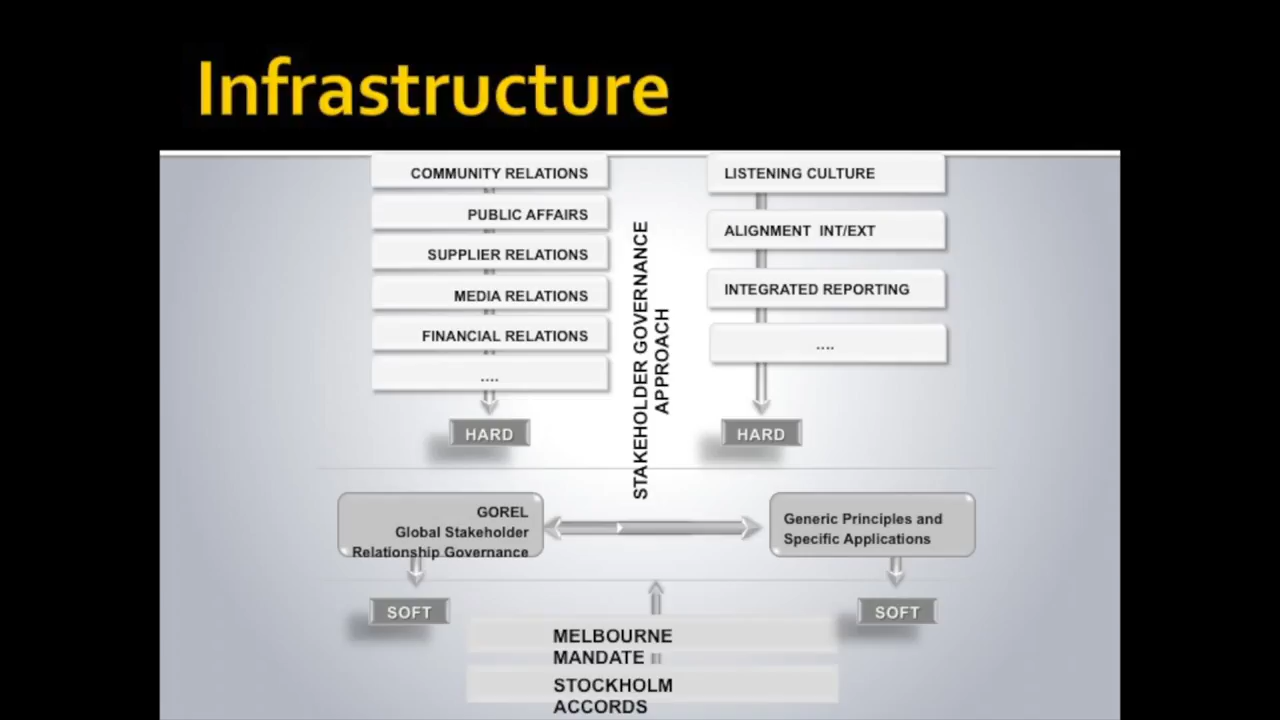 Infrastructure
COMMUNITY RELATIONS
PUBLIC AFFAIRS
SUPPLIER RELATIONS
MEDIA RELATIONS
FINANCIAL RELATIONS
....
HARD
STAKEHOLDER GOVERNANCE
APPROACH
LISTENING CULTURE
ALIGNMENT INT/EXT
INTEGRATED REPORTING
....
HARD
GOREL
Global Stakeholder
Relationship Governance
Generic Principles and
Specific Applications
SOFT
SOFT
MELBOURNE
MANDATE
STOCKHOLM
ACCORDS